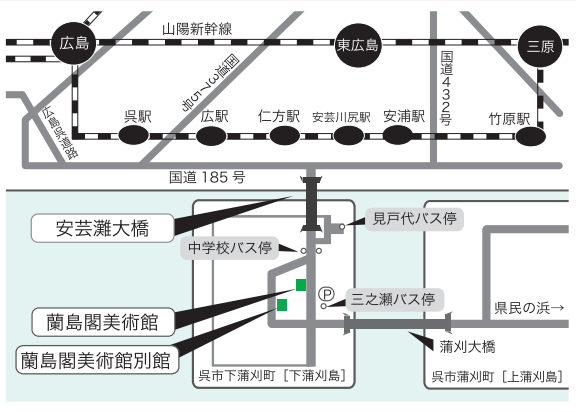 山陽新幹線
広島
東広島
三原
国道375号
国道432号
広島呉道路
呉駅
広駅
仁方駅
安芸川尻駅
安浦駅
竹原駅
国道185号
安芸灘大橋
見戸代バス停
中学校バス停
P
三之瀬バス停
県民の浜→
蘭島閣美術館
蘭島閣美術館別館
蒲刈大橋
呉市下蒲刈町［下蒲刈島］
呉市蒲刈町［上蒲刈島］